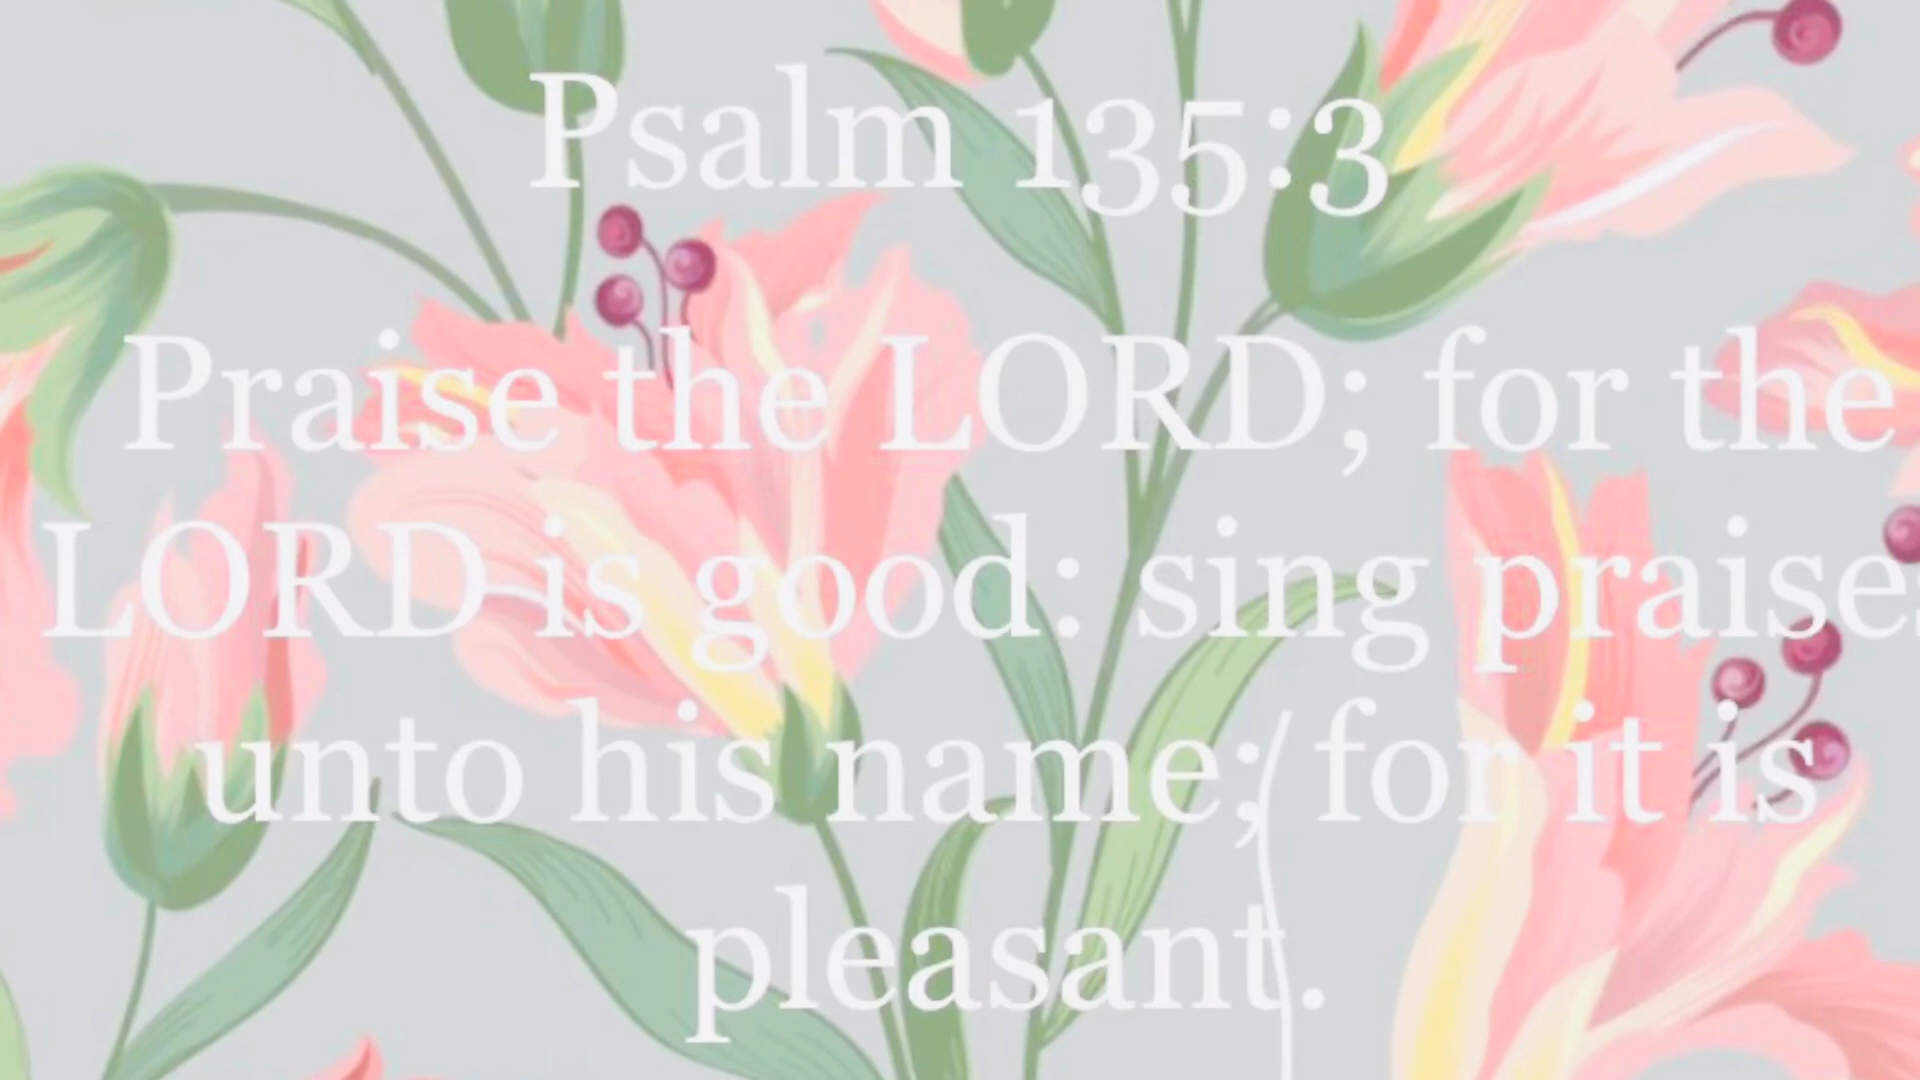 Psalm 135:3
Praise the LORD; for the
LORD is good: sing praises
unto his name; for it is
pleasant.